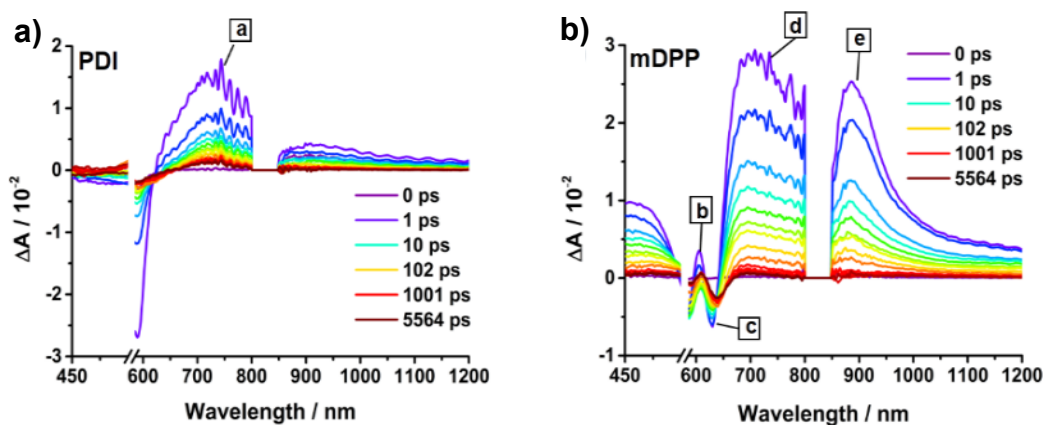 a)
PDI
a
2
1
0
-1
-2
-3
ΔA / 10⁻²
0 ps
1 ps
10 ps
102 ps
1001 ps
5564 ps
450 600 700 800 900 1000 1200
Wavelength / nm
b)
mDPP
b
c
d
e
3
2
1
0
-1
ΔA / 10⁻²
0 ps
1 ps
10 ps
102 ps
1001 ps
5564 ps
450 600 700 800 900 1000 1200
Wavelength / nm